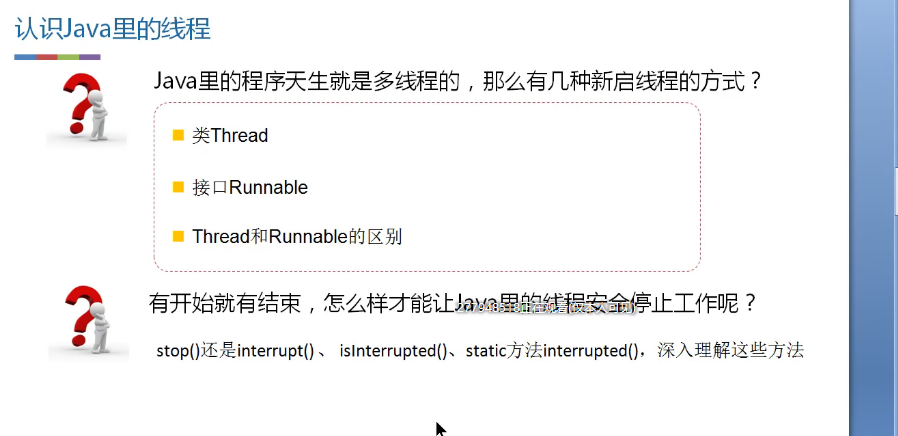 认识Java里的线程
Java里的程序天生就是多线程的，那么有几种新启线程的方式？
类Thread
接口Runnable
Thread和Runnable的区别
有开始就有结束，怎么样才能让Java里的线程安全停止工作呢？
stop()还是interrupt() 、 isInterrupted()、static方法interrupted()，深入理解这些方法